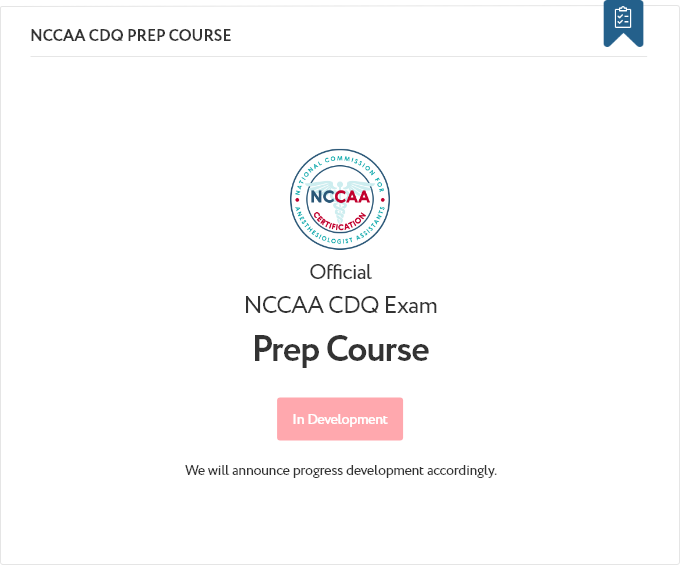 NCCAA CDQ PREP COURSE
NATIONAL COMMISSION FOR
NCCAA
CERTIFICATION
ANESTHESIOLOGIST ASSISTANTS
Official
NCCAA CDQ Exam
Prep Course
In Development
We will announce progress development accordingly.